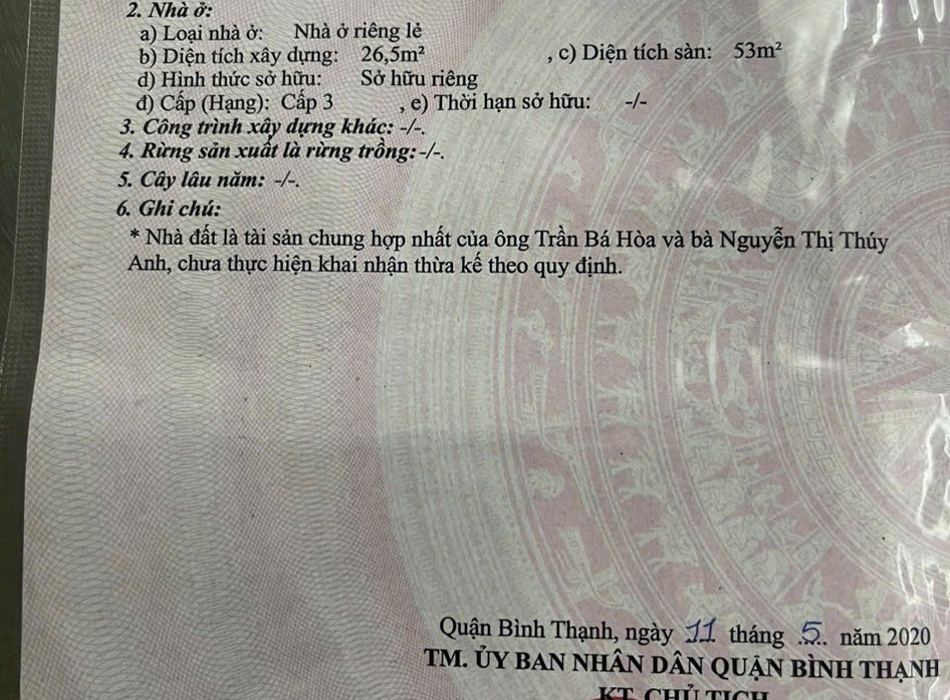 2. Nhà ở:
a) Loại nhà ở: Nhà ở riêng lẻ
b) Diện tích xây dựng: 26,5m² , c) Diện tích sàn: 53m²
d) Hình thức sở hữu: Sở hữu riêng
đ) Cấp (Hạng): Cấp 3 , e) Thời hạn sở hữu: -/-
3. Công trình xây dựng khác: -/-.
4. Rừng sản xuất là rừng trồng: -/-.
5. Cây lâu năm: -/-.
6. Ghi chú:
* Nhà đất là tài sản chung hợp nhất của ông Trần Bá Hòa và bà Nguyễn Thị Thúy
Anh, chưa thực hiện khai nhận thừa kế theo quy định.
Quận Bình Thạnh, ngày 11 tháng 5 năm 2020
TM. ỦY BAN NHÂN DÂN QUẬN BÌNH THẠNH
KT. CHỦ TỊCH